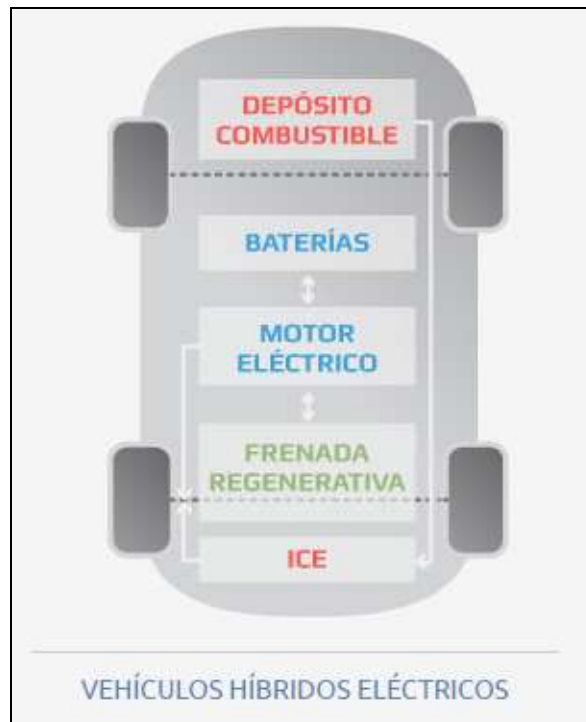 DEPÓSITO
COMBUSTIBLE
BATERÍAS
MOTOR
ELÉCTRICO
FRENADA
REGENERATIVA
ICE
VEHÍCULOS HÍBRIDOS ELÉCTRICOS